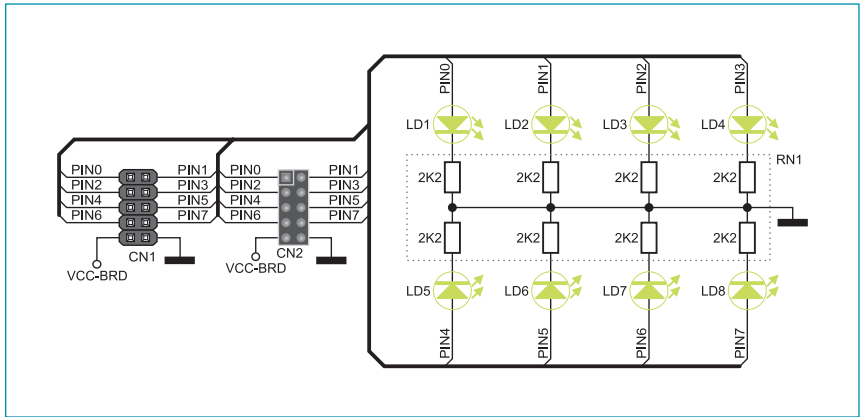 PIN0 PIN1 PIN2 PIN3
LD1 LD2 LD3 LD4
RN1
2K2 2K2 2K2 2K2
PIN0 PIN1 PIN0 PIN1
PIN2 PIN3 PIN2 PIN3
PIN4 PIN5 PIN4 PIN5
PIN6 PIN7 PIN6 PIN7
CN1 CN2
VCC-BRD VCC-BRD
2K2 2K2 2K2 2K2
LD5 LD6 LD7 LD8
PIN4 PIN5 PIN6 PIN7